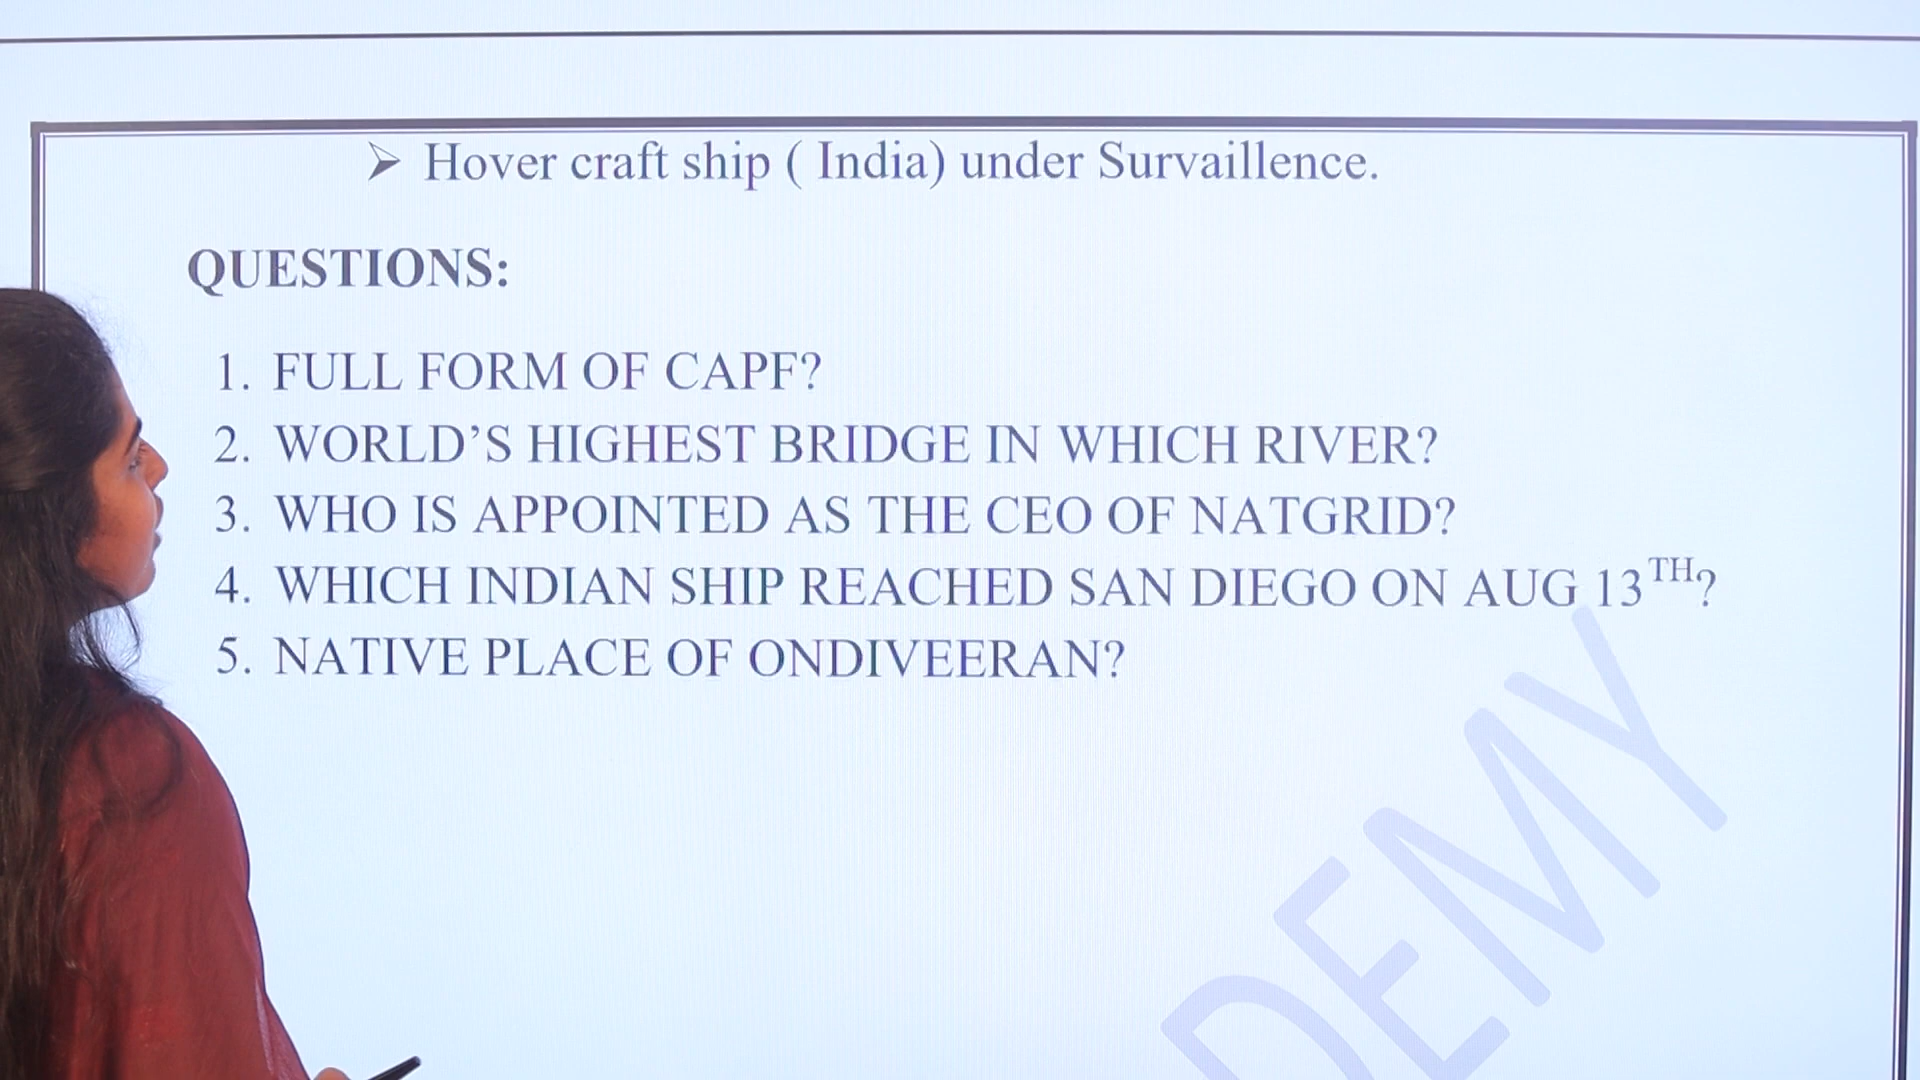 ➤ Hover craft ship ( India) under Survaillence.
QUESTIONS:
1. FULL FORM OF CAPF?
2. WORLD’S HIGHEST BRIDGE IN WHICH RIVER?
3. WHO IS APPOINTED AS THE CEO OF NATGRID?
4. WHICH INDIAN SHIP REACHED SAN DIEGO ON AUG 13TH?
5. NATIVE PLACE OF ONDIVEERAN?
DEMY